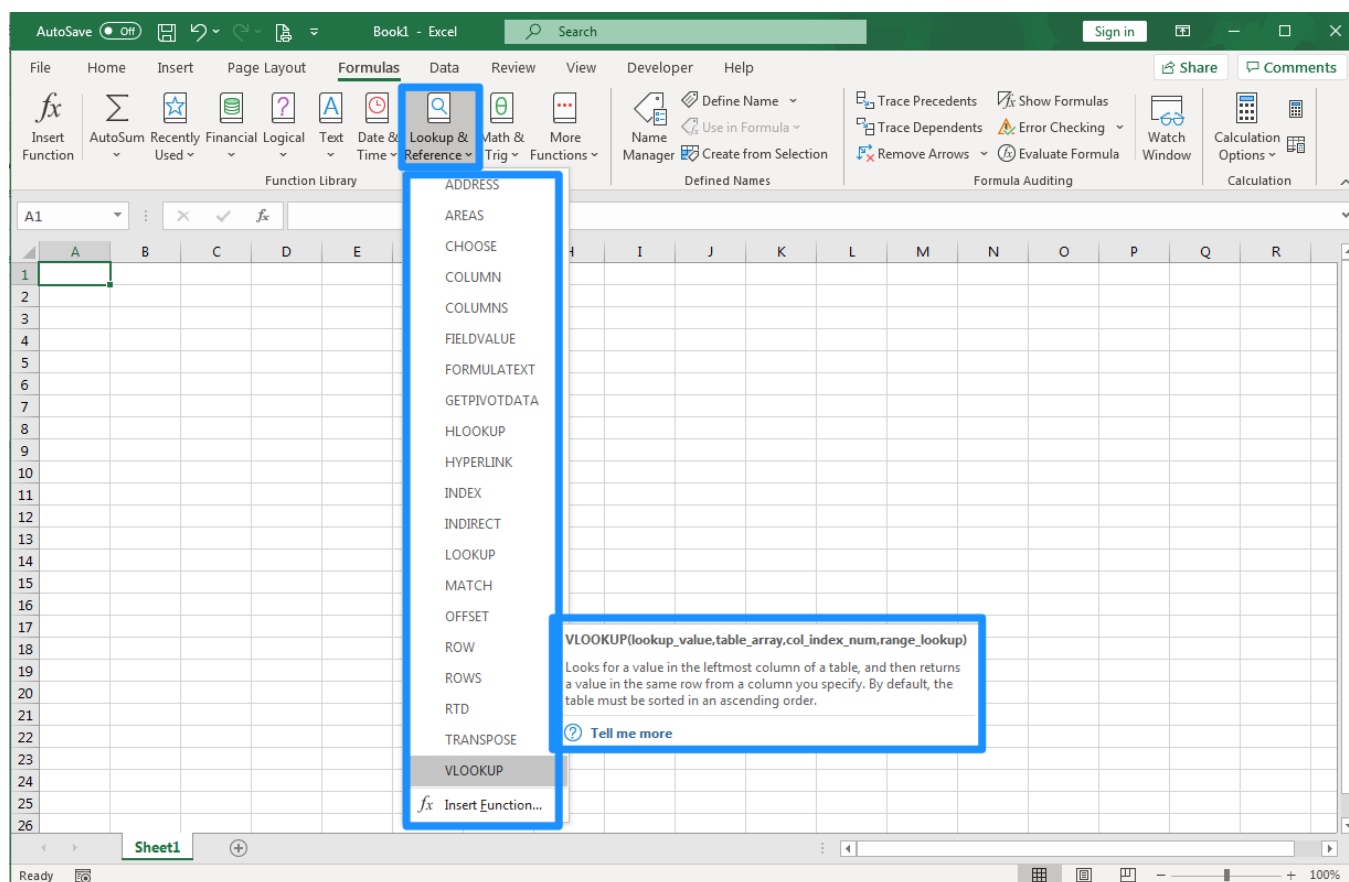 AutoSave Off Book1 - Excel Search Sign in
File Home Insert Page Layout Formulas Data Review View Developer Help Share Comments
fx Insert Function
AutoSum
Recently Used
Financial
Logical
Text
Date & Time
Lookup & Reference
Math & Trig
More Functions
Function Library
Name Manager
Define Name
Use in Formula
Create from Selection
Defined Names
Trace Precedents
Trace Dependents
Remove Arrows
Show Formulas
Error Checking
Evaluate Formula
Formula Auditing
Watch Window
Calculation Options
Calculation
A1 fx
A B C D E H I J K L M N O P Q R
1
2
3
4
5
6
7
8
9
10
11
12
13
14
15
16
17
18
19
20
21
22
23
24
25
26
ADDRESS
AREAS
CHOOSE
COLUMN
COLUMNS
FIELDVALUE
FORMULATEXT
GETPIVOTDATA
HLOOKUP
HYPERLINK
INDEX
INDIRECT
LOOKUP
MATCH
OFFSET
ROW
ROWS
RTD
TRANSPOSE
VLOOKUP
fx Insert Function...
VLOOKUP(lookup_value,table_array,col_index_num,range_lookup)
Looks for a value in the leftmost column of a table, and then returns
a value in the same row from a column you specify. By default, the
table must be sorted in an ascending order.
? Tell me more
Sheet1
Ready 100%